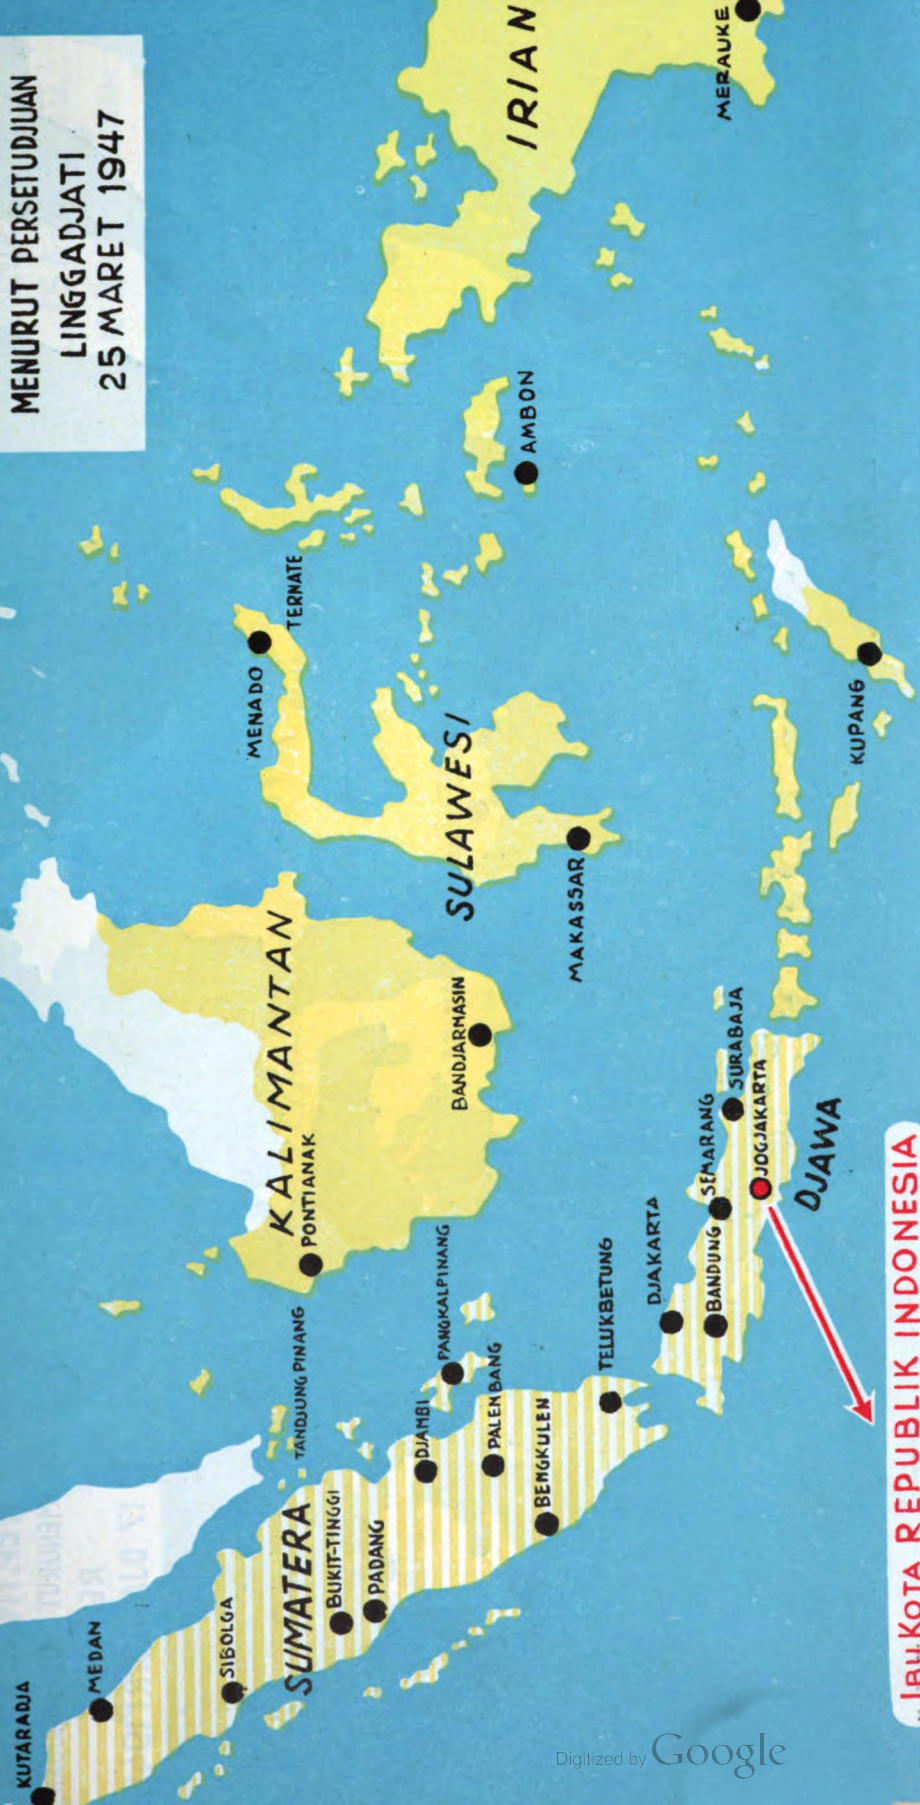 MENURUT PERSETUDJUAN
LINGGADJATI
25 MARET 1947
KUTARADJA
MEDAN
SIBOLGA
SUMATERA
BUKIT-TINGGI
PADANG
TANDJUNG PINANG
DJAMBI
PANGKALPINANG
PALEMBANG
BENGKULEN
TELUKBETUNG
DJAKARTA
BANDUNG
SEMARANG
SURABAJA
JOGJAKARTA
DJAWA
KALIMANTAN
PONTIANAK
BANDJARMASIN
SULAWESI
MENADO
MAKASSAR
TERNATE
AMBON
KUPANG
IRIAN
MERAUKE
IBU KOTA REPUBLIK INDONESIA
Digitized by Google